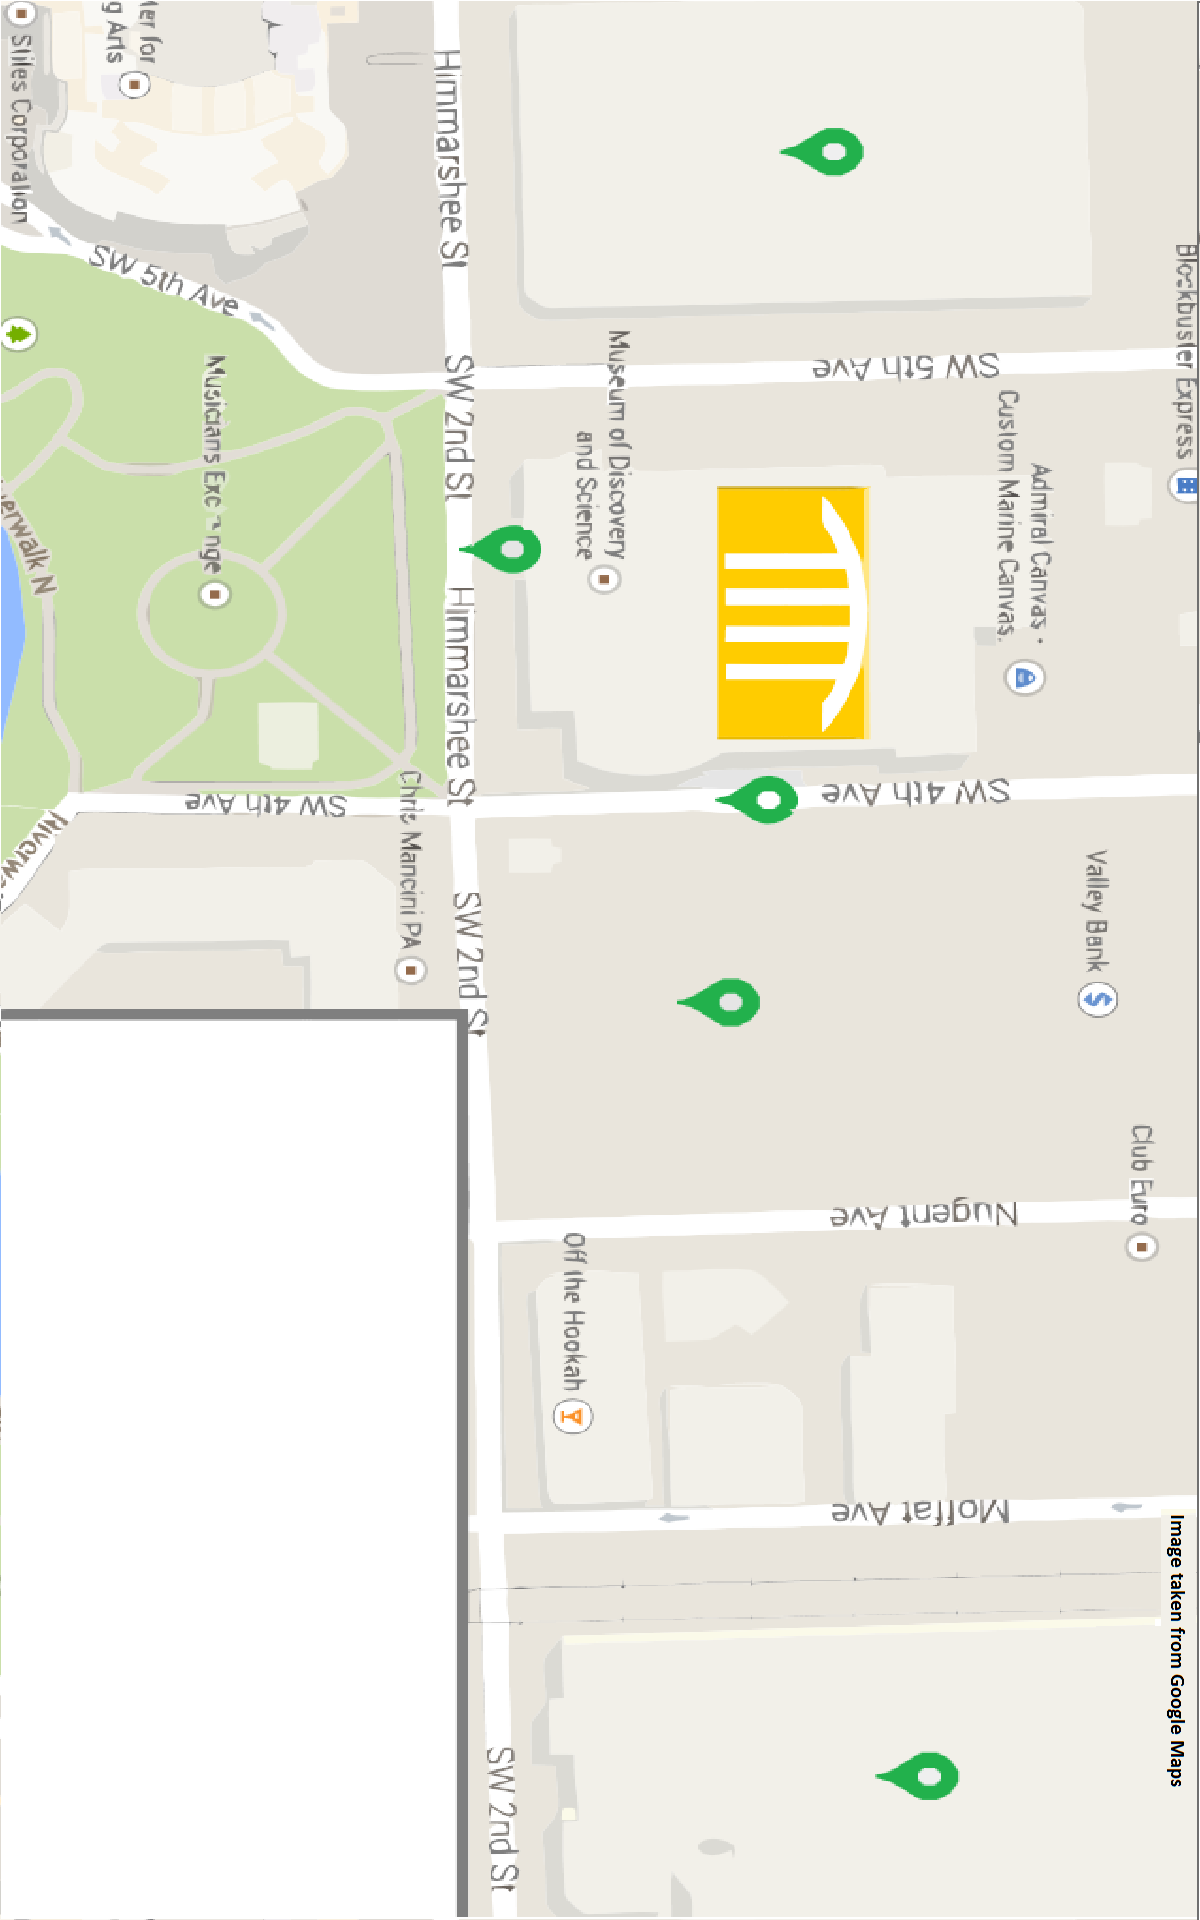 Blockbuster Express
Admiral Canvas •
Custom Marine Canvas,
Valley Bank
Club Euro
Image taken from Google Maps
SW 5th Ave
SW 4th Ave
Nugent Ave
Moffat Ave
Museum of Discovery
and Science
Off the Hookah
Himmarshee St
SW 2nd St
Himmarshee St
SW 2nd St
SW 2nd St
Chris Mancini PA
SW 4th Ave
SW 5th Ave
Musicians
Arts
Stiles Corporation